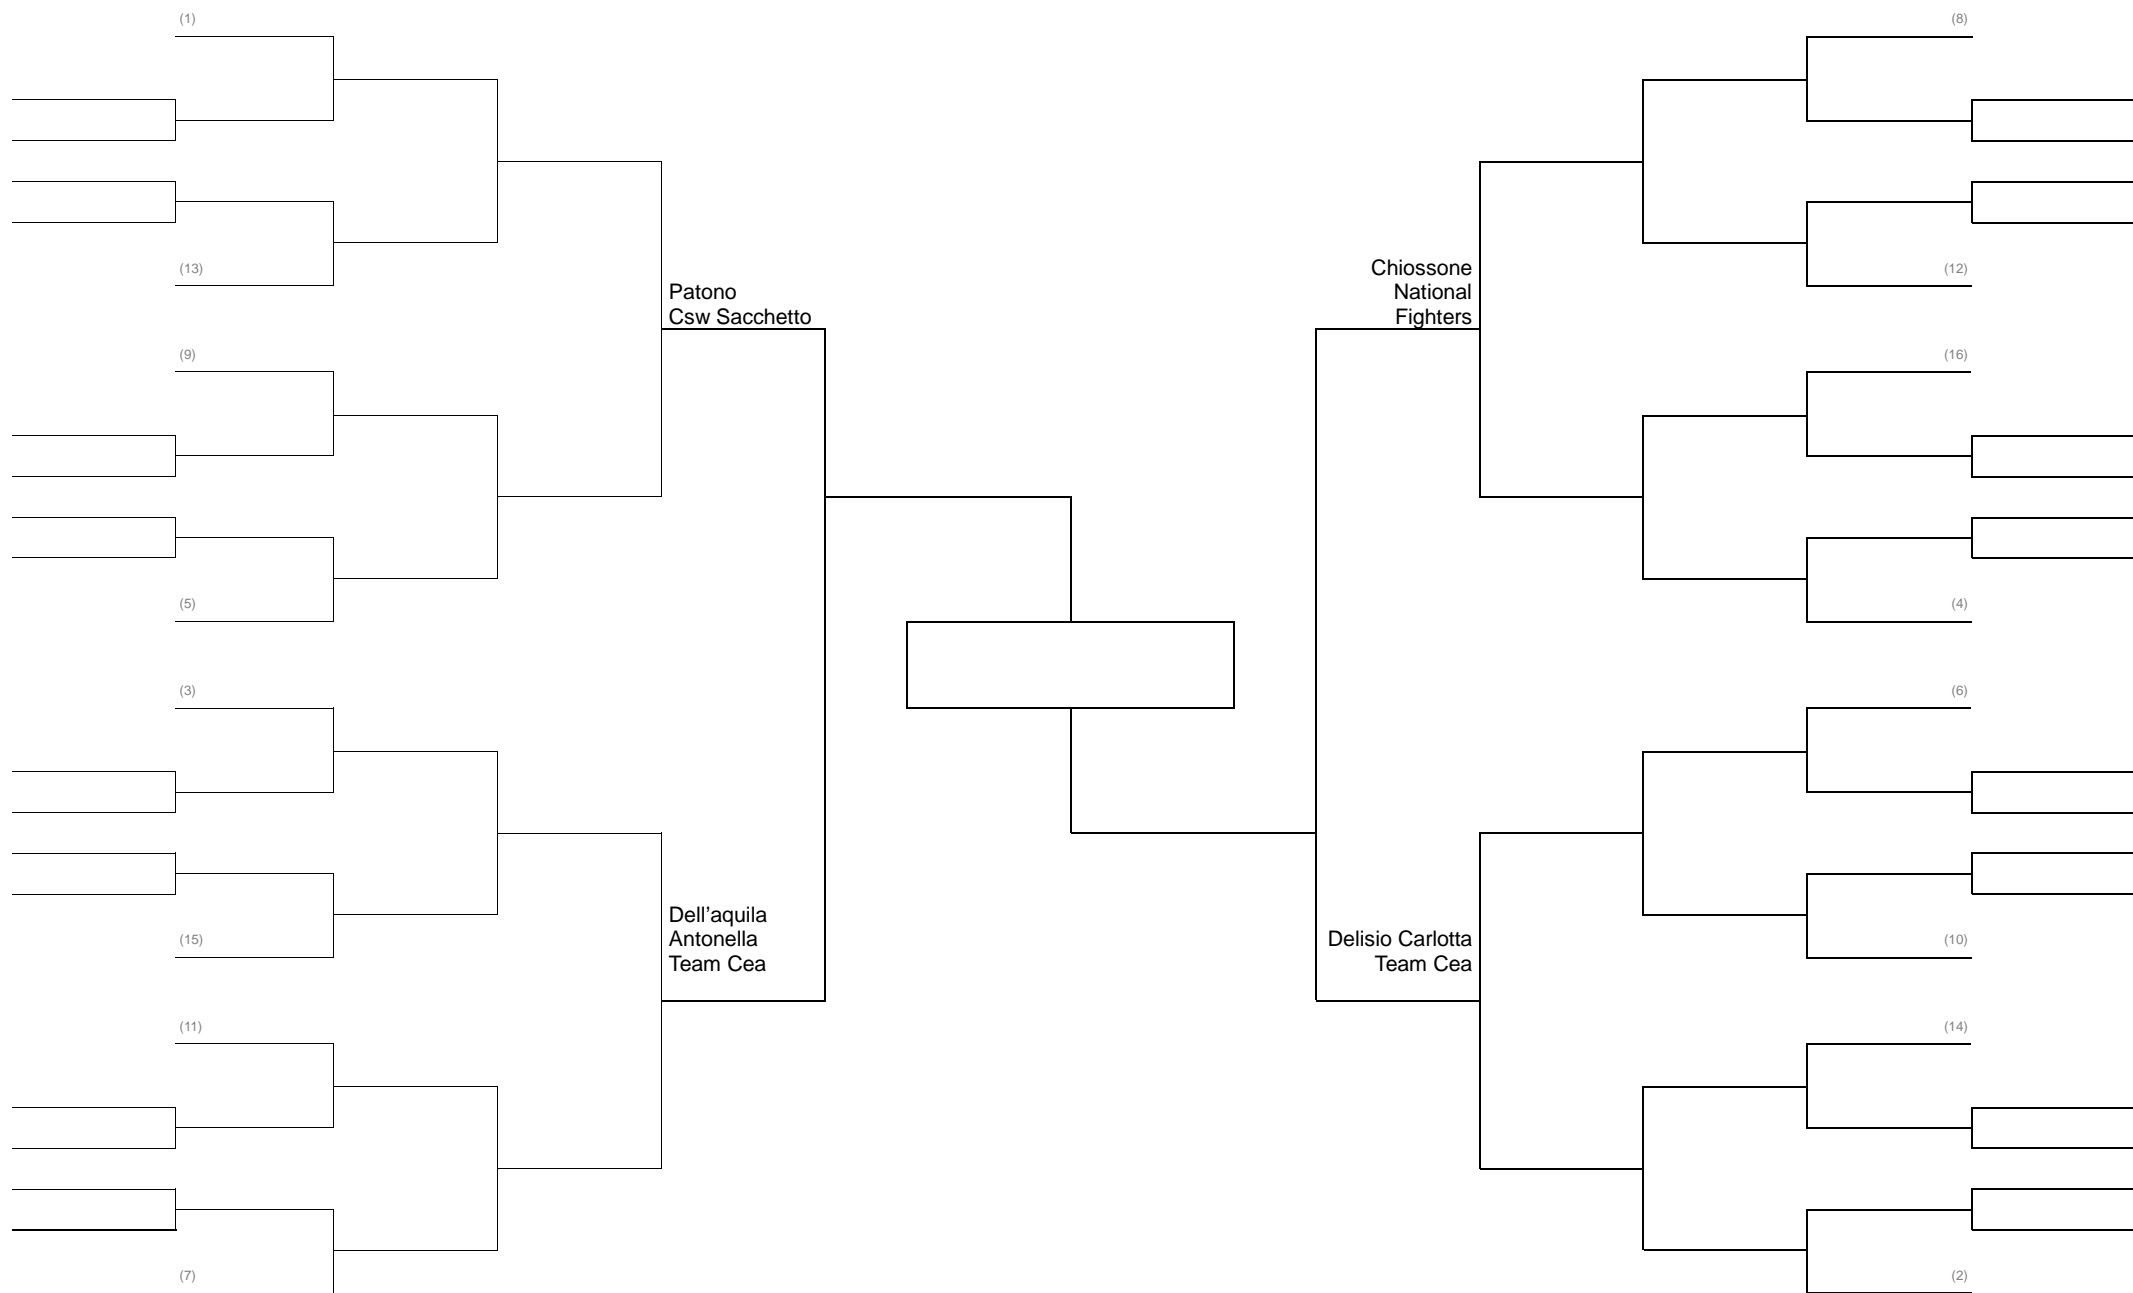 (1)
(13)
Patono
Csw Sacchetto
(9)
(5)
(3)
(15)
Dell'aquila
Antonella
Team Cea
(11)
(7)
(8)
(12)
Chiossone
National
Fighters
(16)
(4)
(6)
(10)
Delisio Carlotta
Team Cea
(14)
(2)